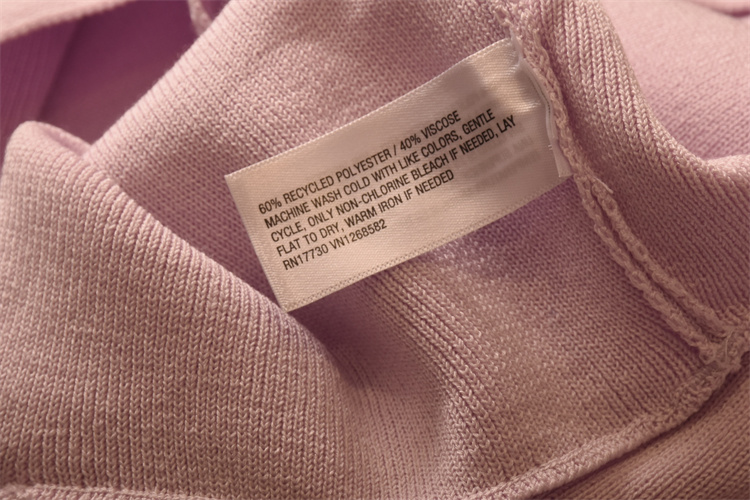 60% RECYCLED POLYESTER / 40% VISCOSE
MACHINE WASH COLD WITH LIKE COLORS, GENTLE
CYCLE, ONLY NON-CHLORINE BLEACH IF NEEDED, LAY
FLAT TO DRY, WARM IRON IF NEEDED
RN17730 VN1268582